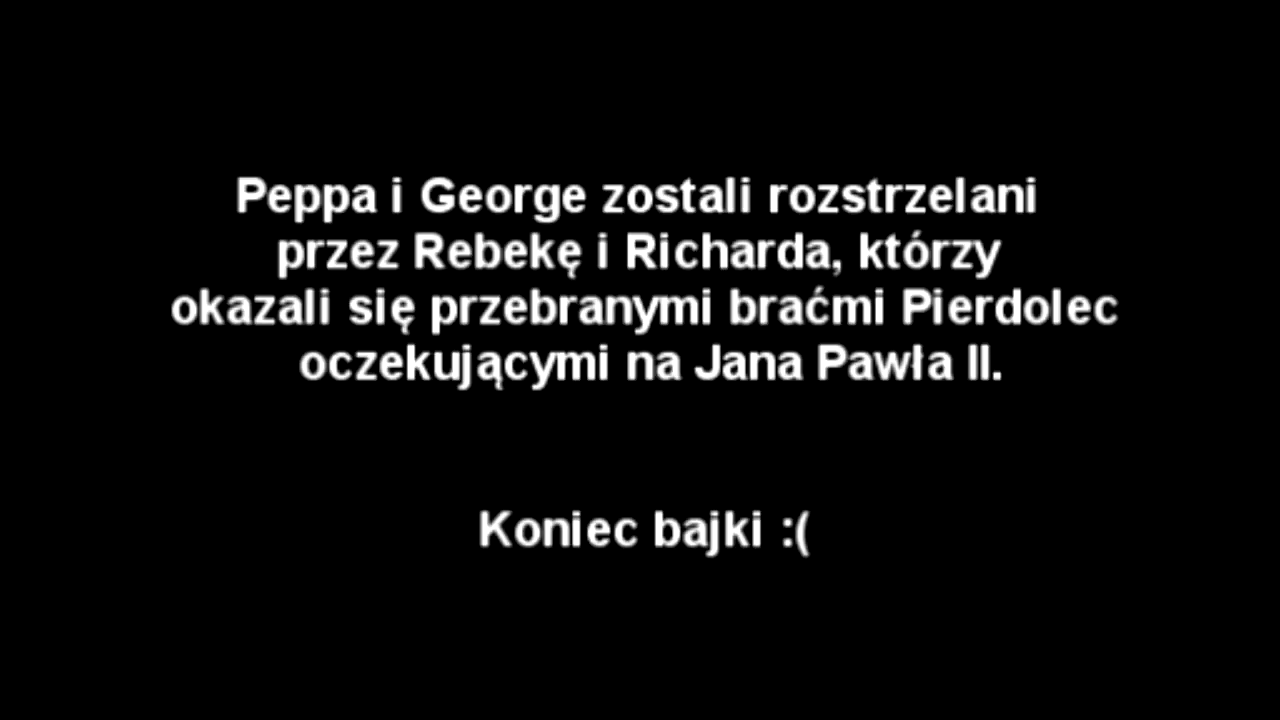 Peppa i George zostali rozstrzelani
przez Rebekę i Richarda, którzy
okazali się przebranymi braćmi Pierdolec
oczekującymi na Jana Pawła II.
Koniec bajki :(